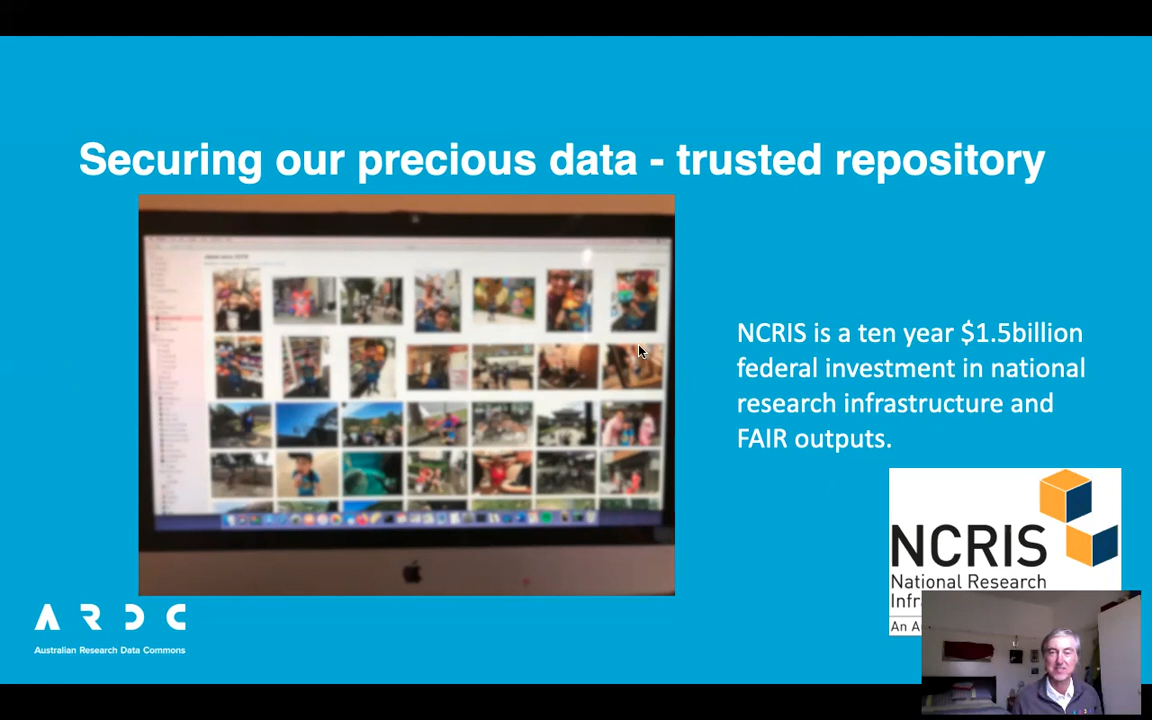 Securing our precious data - trusted repository
NCRIS is a ten year $1.5billion
federal investment in national
research infrastructure and
FAIR outputs.
NCRIS
National Research
Infr
An A
ARDC
Australian Research Data Commons